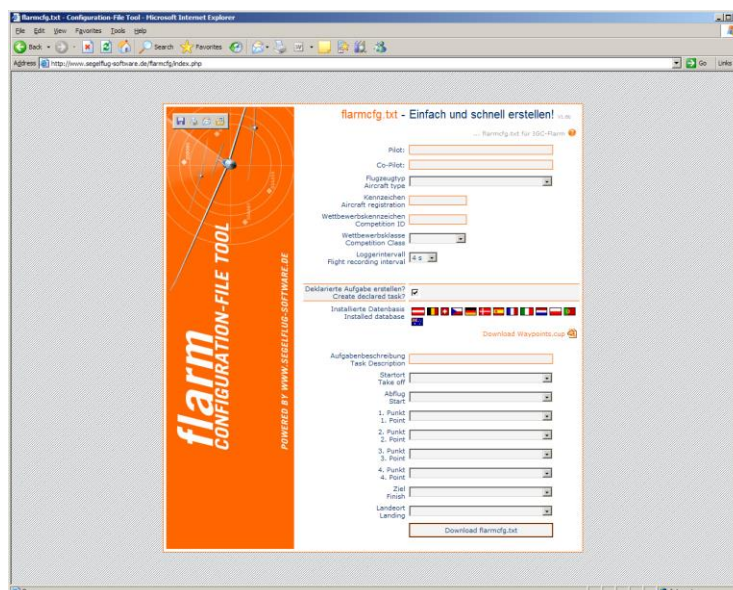 flarmcfg.txt - Configuration-File Tool - Microsoft Internet Explorer
File Edit View Favorites Tools Help
Back Search Favorites
Address http://www.segelflug-software.de/flarmcfg/index.php Go Links
flarmcfg.txt - Einfach und schnell erstellen!
... flarmcfg.txt für IGC-Flarm
Pilot:
Co-Pilot:
Flugzeugtyp
Aircraft type
Kennzeichen
Aircraft registration
Wettbewerbskennzeichen
Competition ID
Wettbewerbsklasse
Competition Class
Loggerintervall
Flight recording interval
4 s
Deklarierte Aufgabe erstellen?
Create declared task?
Installierte Datenbasis
Installed database
Download Waypoints.cup
Aufgabenbeschreibung
Task Description
Startort
Take off
Abflug
Start
1. Punkt
1. Point
2. Punkt
2. Point
3. Punkt
3. Point
4. Punkt
4. Point
Ziel
Finish
Landeort
Landing
Download flarmcfg.txt
flarm
CONFIGURATION-FILE TOOL
POWERED BY WWW.SEGELFLUG-SOFTWARE.DE